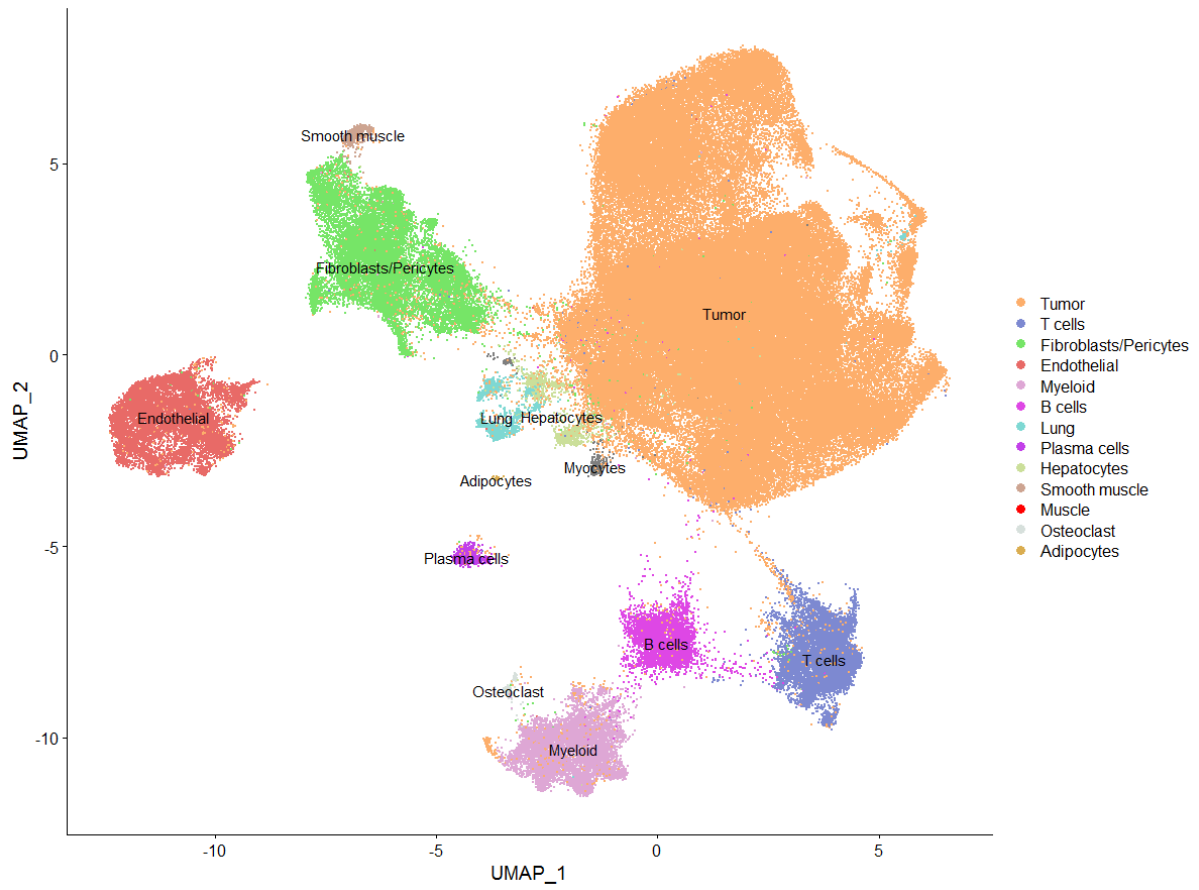 Smooth muscle
Fibroblasts/Pericytes
Tumor
Endothelial
Lung
Hepatocytes
Myocytes
Adipocytes
Plasma cells
B cells
T cells
Osteoclast
Myeloid
5
0
-5
-10
UMAP_2
-10
-5
0
5
UMAP_1
Tumor
T cells
Fibroblasts/Pericytes
Endothelial
Myeloid
B cells
Lung
Plasma cells
Hepatocytes
Smooth muscle
Muscle
Osteoclast
Adipocytes